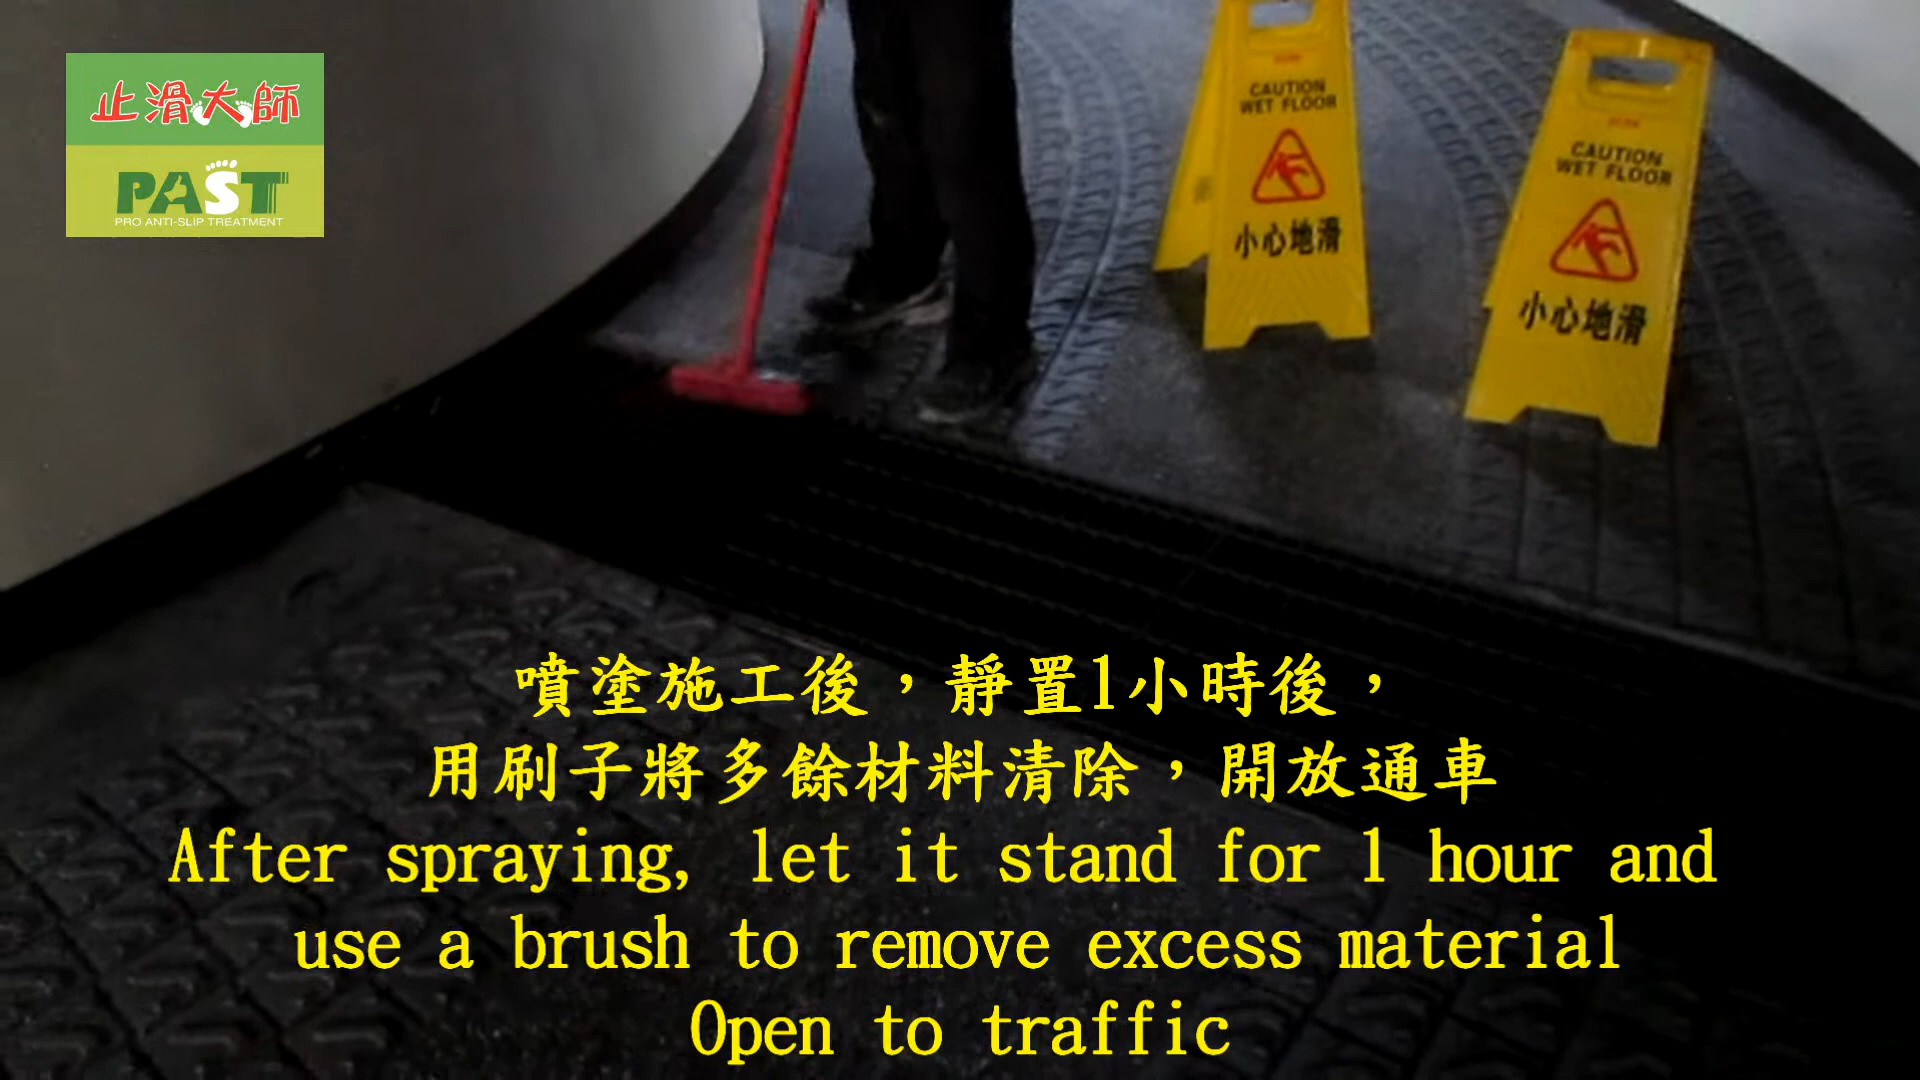 止滑大師
PAST
PRO ANTI-SLIP TREATMENT
CAUTION
WET FLOOR
小心地滑
CAUTION
WET FLOOR
小心地滑
噴塗施工後，靜置1小時後，
用刷子將多餘材料清除，開放通車
After spraying, let it stand for 1 hour and
use a brush to remove excess material
Open to traffic